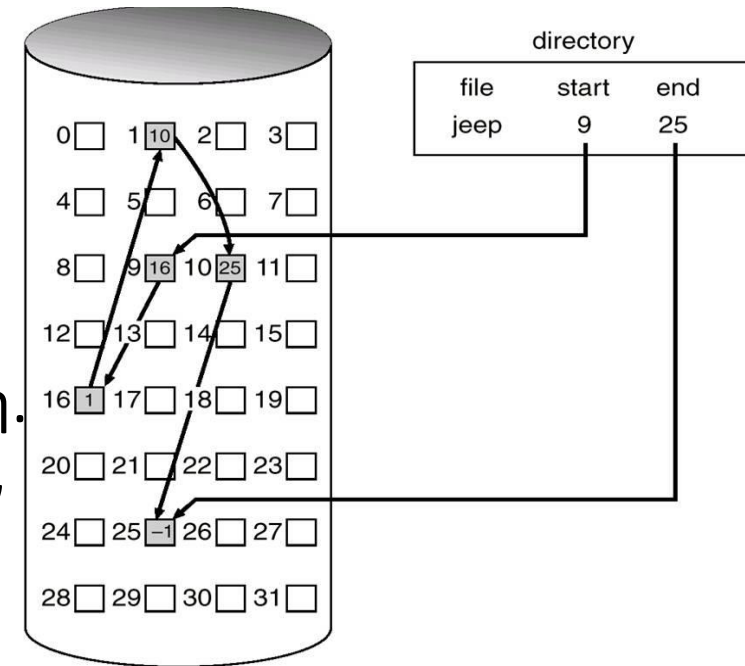 directory
file start end
jeep 9 25
0 1 10 2 3
4 5 6 7
8 9 16 10 25 11
12 13 14 15
16 1 17 18 19
20 21 22 23
24 25 –1 26 27
28 29 30 31